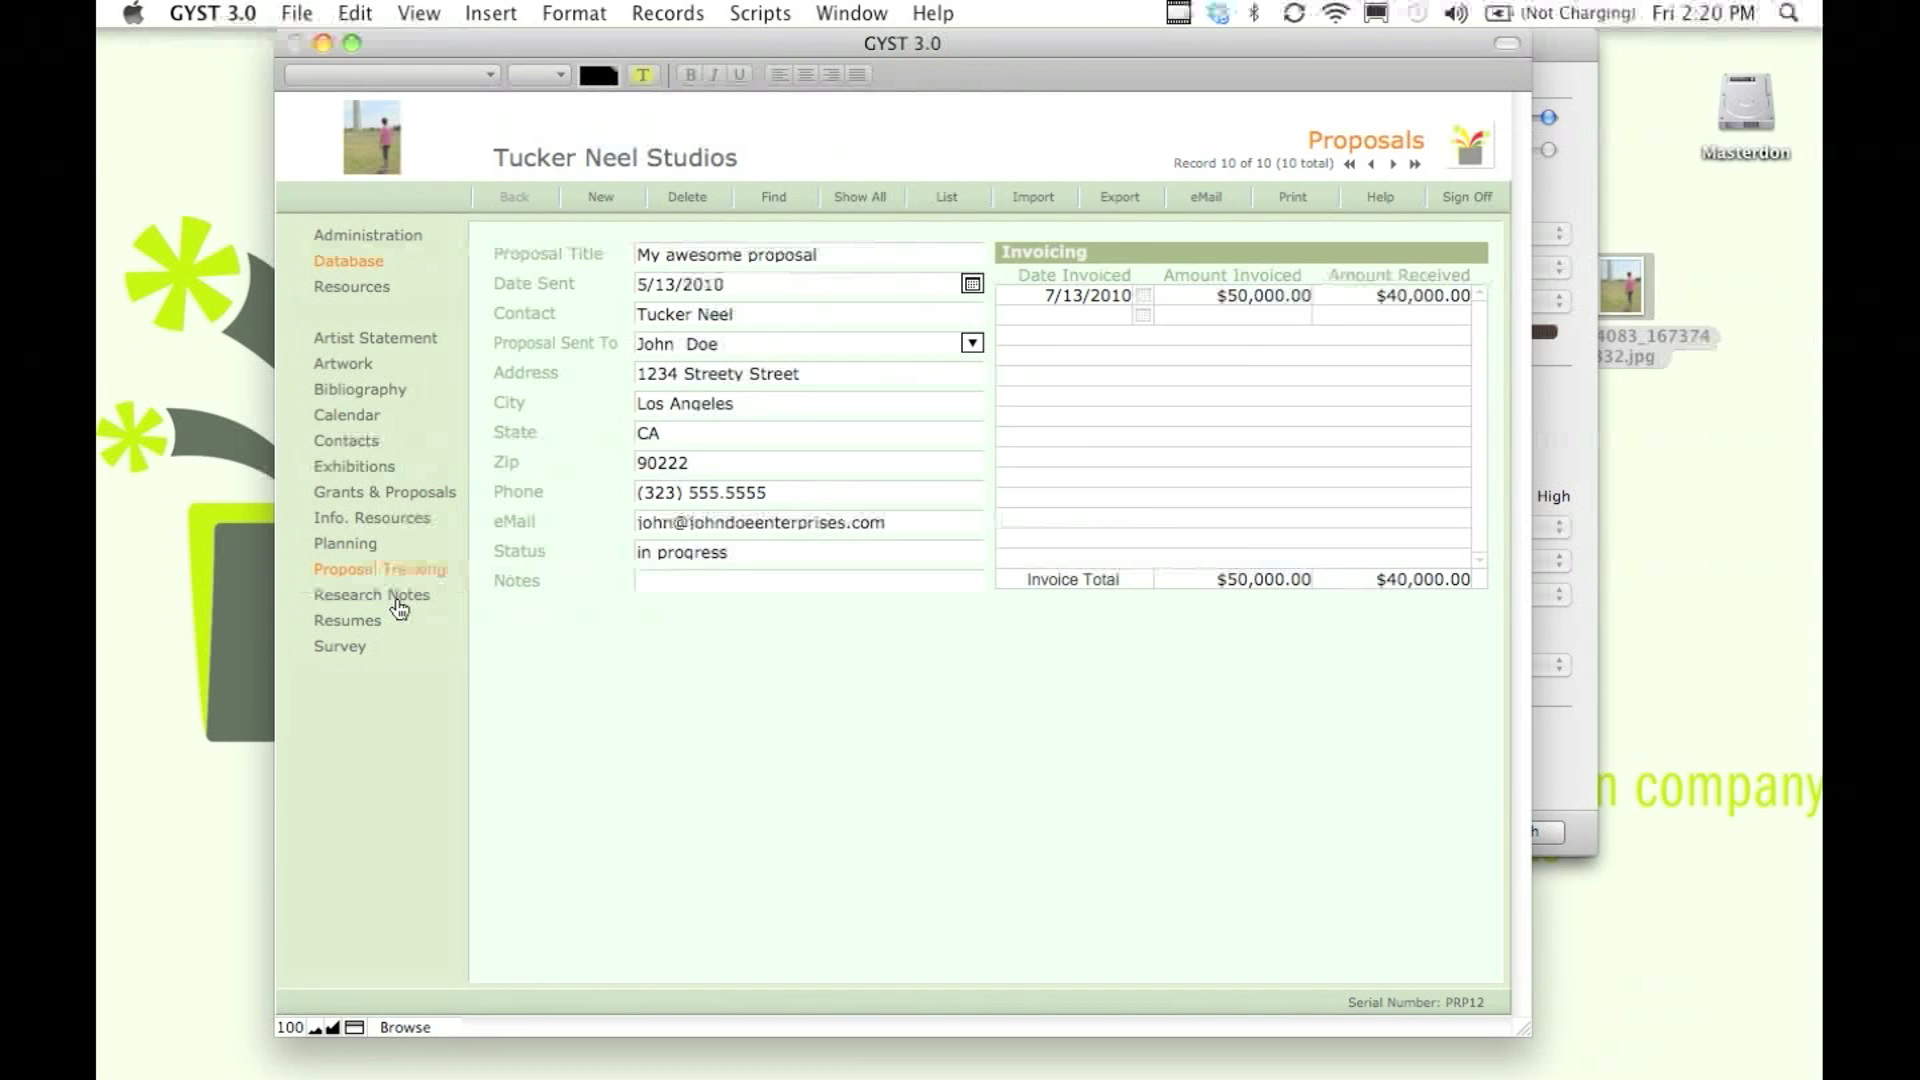 GYST 3.0 File Edit View Insert Format Records Scripts Window Help (Not Charging) Fri 2:20 PM
GYST 3.0
T B I U
Tucker Neel Studios
Proposals
Record 10 of 10 (10 total)
Back New Delete Find Show All List Import Export eMail Print Help Sign Off
Administration
Database
Resources
Artist Statement
Artwork
Bibliography
Calendar
Contacts
Exhibitions
Grants & Proposals
Info. Resources
Planning
Proposal Tracking
Research Notes
Resumes
Survey
Proposal Title My awesome proposal
Date Sent 5/13/2010
Contact Tucker Neel
Proposal Sent To John Doe
Address 1234 Streety Street
City Los Angeles
State CA
Zip 90222
Phone (323) 555.5555
eMail john@johndoeenterprises.com
Status in progress
Notes
Invoicing
Date Invoiced Amount Invoiced Amount Received
7/13/2010 $50,000.00 $40,000.00
Invoice Total $50,000.00 $40,000.00
Serial Number: PRP12
100 Browse
Masterdon
4083_167374
332.jpg
High
n company
h